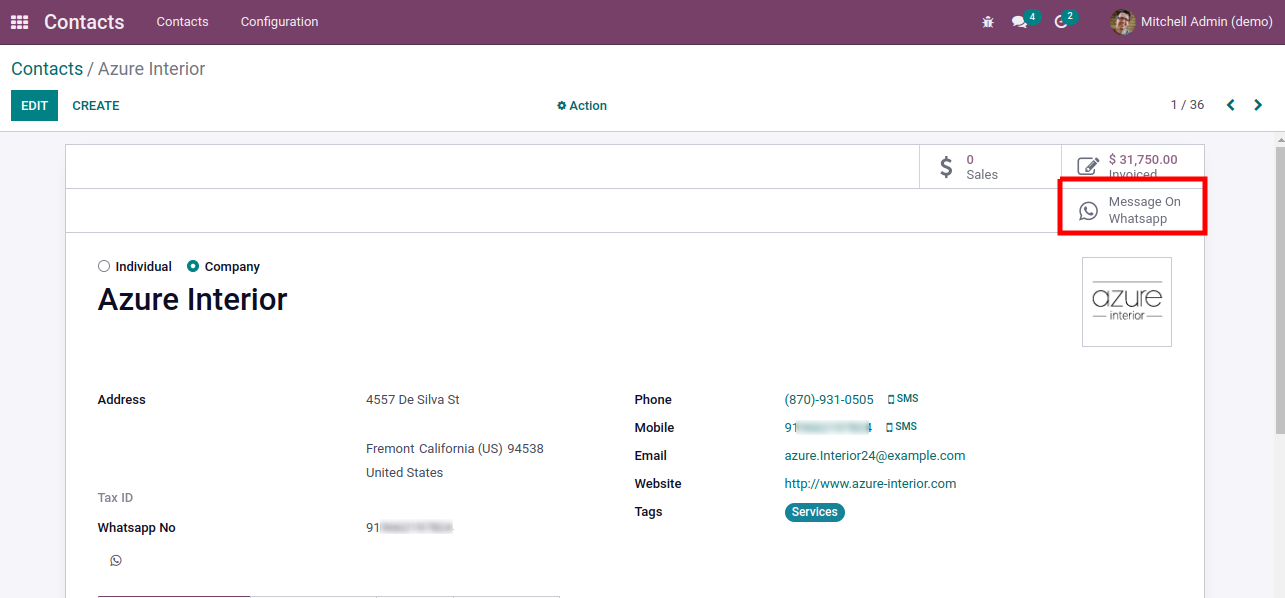 Contacts Contacts Configuration 4 2 Mitchell Admin (demo)
Contacts / Azure Interior
EDIT CREATE Action 1 / 36
0 $ 31,750.00
Sales Invoiced
Message On
Whatsapp
Individual Company
Azure Interior
azure
interior
Address 4557 De Silva St Phone (870)-931-0505 SMS
Mobile 91 4 SMS
Fremont California (US) 94538 Email azure.Interior24@example.com
United States
Website http://www.azure-interior.com
Tax ID
Tags Services
Whatsapp No 91